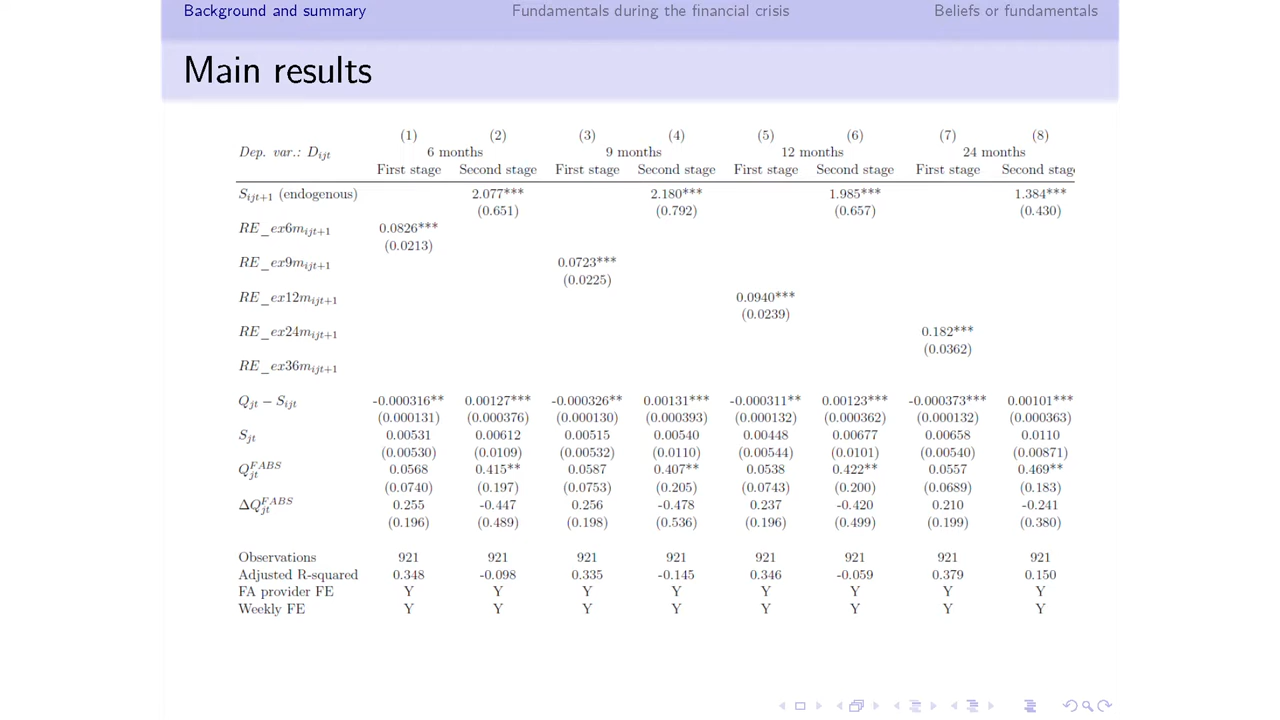 Background and summary Fundamentals during the financial crisis Beliefs or fundamentals
Main results
(1) (2) (3) (4) (5) (6) (7) (8)
Dep. var.: D_ijt 6 months 9 months 12 months 24 months
First stage Second stage First stage Second stage First stage Second stage First stage Second stag
S_ijt+1 (endogenous) 2.077*** 2.180*** 1.985*** 1.384***
(0.651) (0.792) (0.657) (0.430)
RE_ex6m_ijt+1 0.0826***
(0.0213)
RE_ex9m_ijt+1 0.0723***
(0.0225)
RE_ex12m_ijt+1 0.0940***
(0.0239)
RE_ex24m_ijt+1 0.182***
(0.0362)
RE_ex36m_ijt+1
Q_jt − S_ijt -0.000316** 0.00127*** -0.000326** 0.00131*** -0.000311** 0.00123*** -0.000373*** 0.00101***
(0.000131) (0.000376) (0.000130) (0.000393) (0.000132) (0.000362) (0.000132) (0.000363)
S_jt 0.00531 0.00612 0.00515 0.00540 0.00448 0.00677 0.00658 0.0110
(0.00530) (0.0109) (0.00532) (0.0110) (0.00544) (0.0101) (0.00540) (0.00871)
Q_jt^FABS 0.0568 0.415** 0.0587 0.407** 0.0538 0.422** 0.0557 0.469**
(0.0740) (0.197) (0.0753) (0.205) (0.0743) (0.200) (0.0689) (0.183)
ΔQ_jt^FABS 0.255 -0.447 0.256 -0.478 0.237 -0.420 0.210 -0.241
(0.196) (0.489) (0.198) (0.536) (0.196) (0.499) (0.199) (0.380)
Observations 921 921 921 921 921 921 921 921
Adjusted R-squared 0.348 -0.098 0.335 -0.145 0.346 -0.059 0.379 0.150
FA provider FE Y Y Y Y Y Y Y Y
Weekly FE Y Y Y Y Y Y Y Y